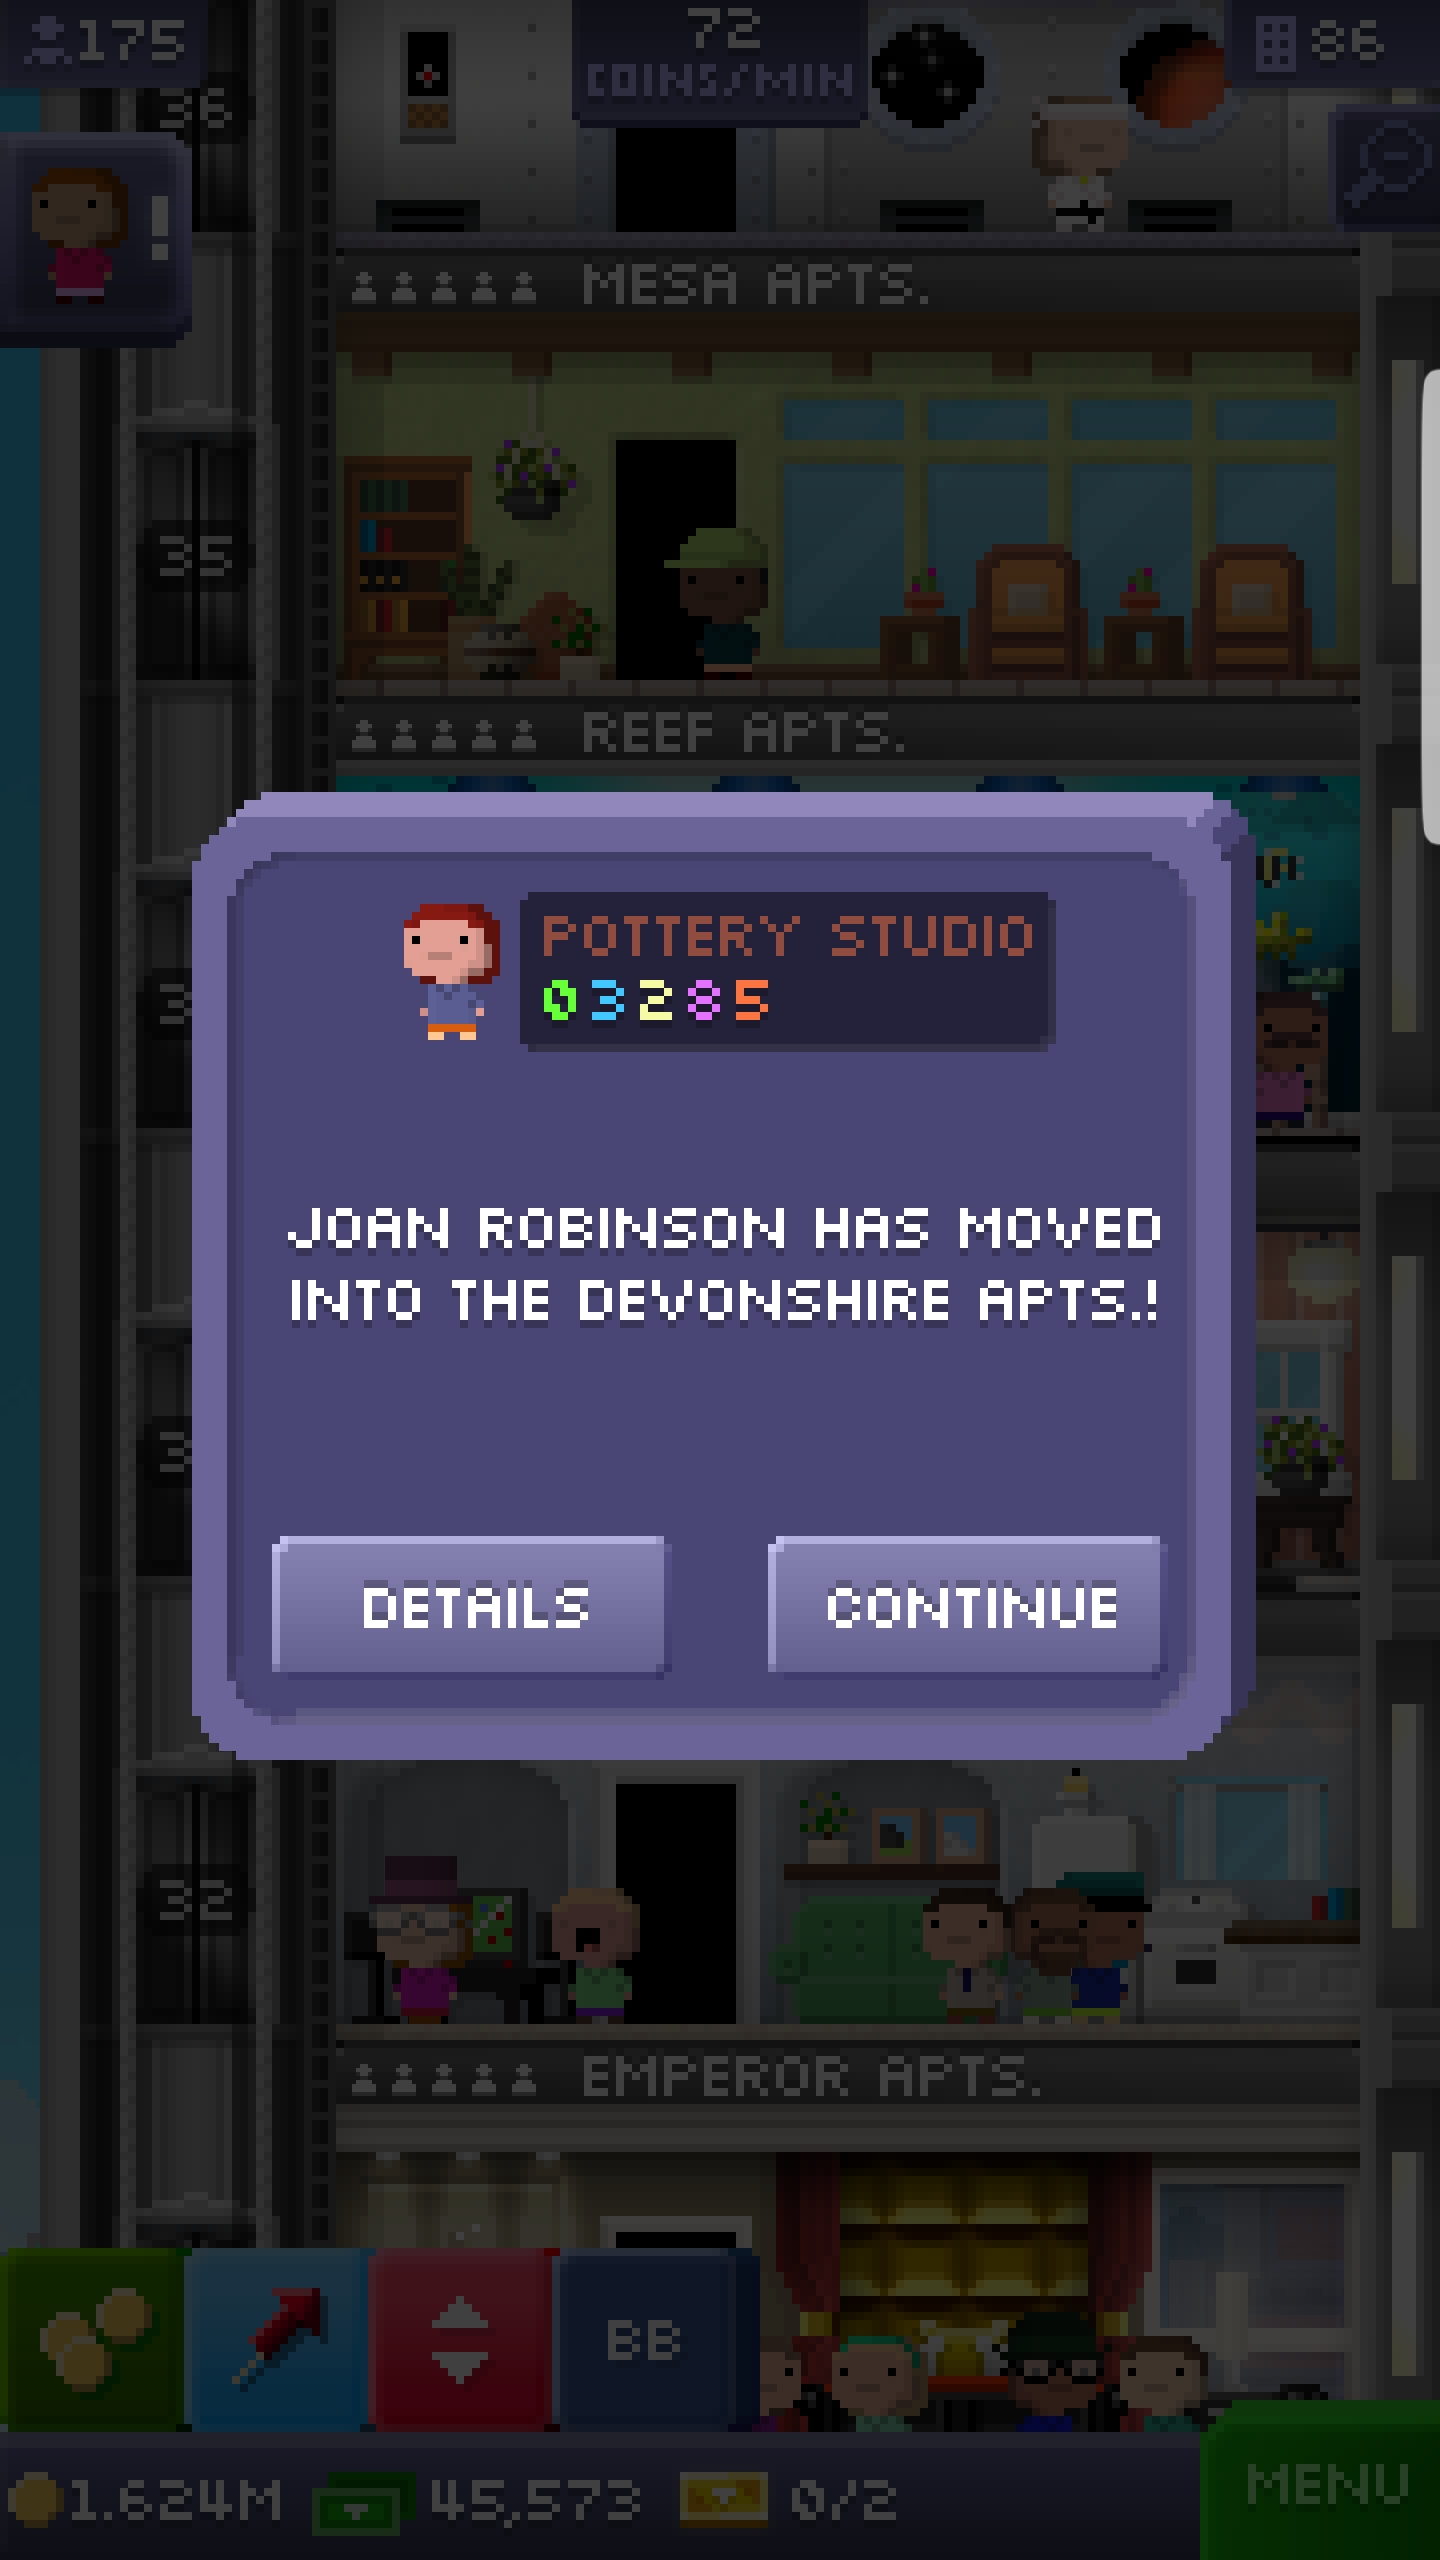 175
72
COINS/MIN
86
36
!
MESA APTS.
35
REEF APTS.
POTTERY STUDIO
03285
JOAN ROBINSON HAS MOVED
INTO THE DEVONSHIRE APTS.!
DETAILS
CONTINUE
32
EMPEROR APTS.
BB
1.624M
45,573
0/2
MENU